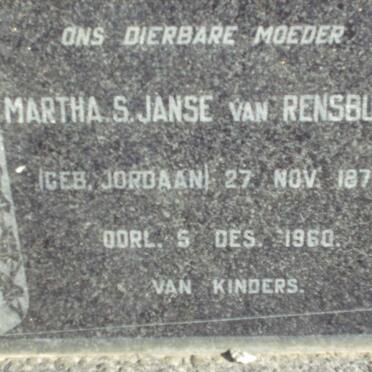 ONS DIERBARE MOEDER
MARTHA. S. JANSE VAN RENSBU
(GEB. JORDAAN) 27 NOV. 187
OORL. 5 DES. 1960.
VAN KINDERS.